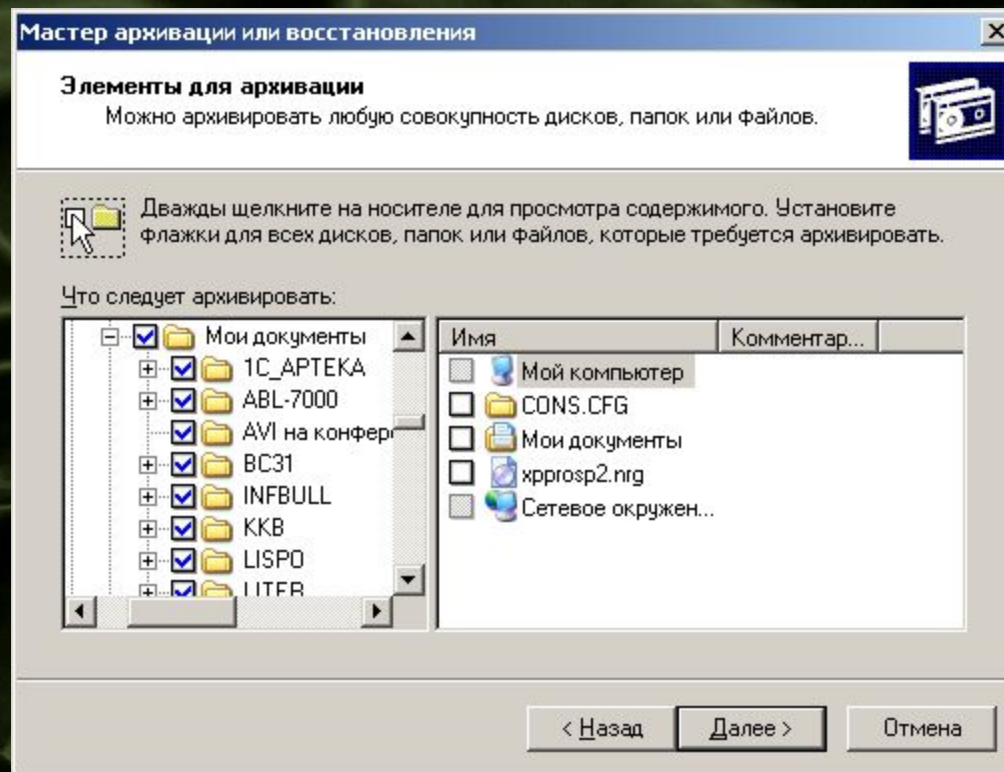 Мастер архивации или восстановления
Элементы для архивации
Можно архивировать любую совокупность дисков, папок или файлов.
Дважды щелкните на носителе для просмотра содержимого. Установите
флажки для всех дисков, папок или файлов, которые требуется архивировать.
Что следует архивировать:
Мои документы
1C_APTEKA
ABL-7000
AVI на конфер
BC31
INFBULL
KKB
LISPO
LITER
Имя Комментар...
Мой компьютер
CONS.CFG
Мои документы
xpprosp2.nrg
Сетевое окружен...
< Назад Далее > Отмена